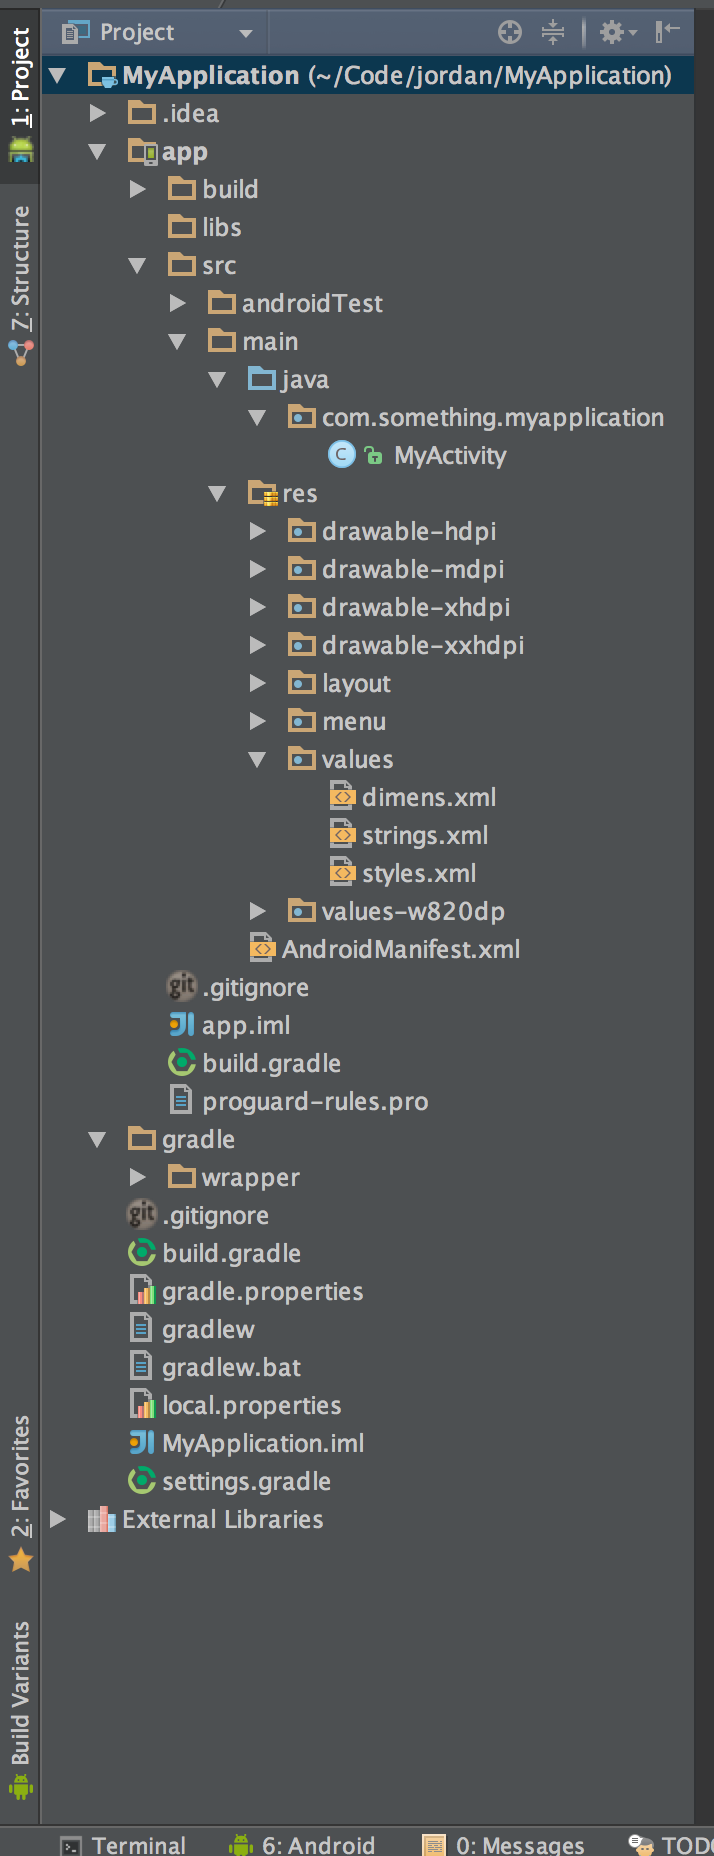 Project
MyApplication (~/Code/jordan/MyApplication)
.idea
app
build
libs
src
androidTest
main
java
com.something.myapplication
C MyActivity
res
drawable-hdpi
drawable-mdpi
drawable-xhdpi
drawable-xxhdpi
layout
menu
values
dimens.xml
strings.xml
styles.xml
values-w820dp
AndroidManifest.xml
git .gitignore
app.iml
build.gradle
proguard-rules.pro
gradle
wrapper
git .gitignore
build.gradle
gradle.properties
gradlew
gradlew.bat
local.properties
MyApplication.iml
settings.gradle
External Libraries
1: Project
7: Structure
2: Favorites
Build Variants
Terminal 6: Android 0: Messages TODO